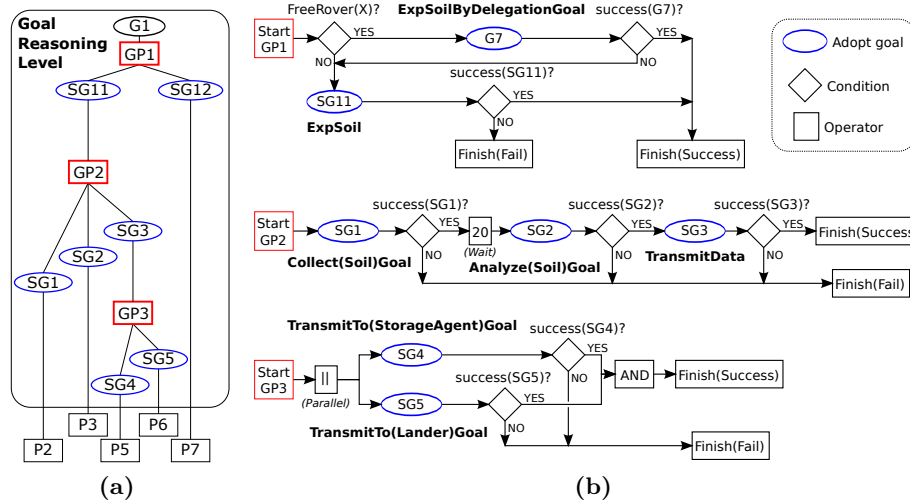 Goal
Reasoning
Level
G1
GP1
SG11
SG12
GP2
SG3
SG2
SG1
GP3
SG5
SG4
P3
P6
P2
P5
P7
(a)
FreeRover(X)?
ExpSoilByDelegationGoal
success(G7)?
Start
GP1
YES
G7
YES
NO
NO
success(SG11)?
SG11
YES
ExpSoil
NO
Finish(Fail)
Finish(Success)
Adopt goal
Condition
Operator
success(SG1)?
success(SG2)?
success(SG3)?
Start
GP2
SG1
YES
20
(Wait)
SG2
YES
SG3
YES
Finish(Success
Collect(Soil)Goal
NO
Analyze(Soil)Goal
NO
TransmitData
NO
Finish(Fail)
TransmitTo(StorageAgent)Goal
success(SG4)?
Start
GP3
||
(Parallel)
SG4
YES
NO
success(SG5)?
AND
Finish(Success)
SG5
YES
TransmitTo(Lander)Goal
NO
Finish(Fail)
(b)